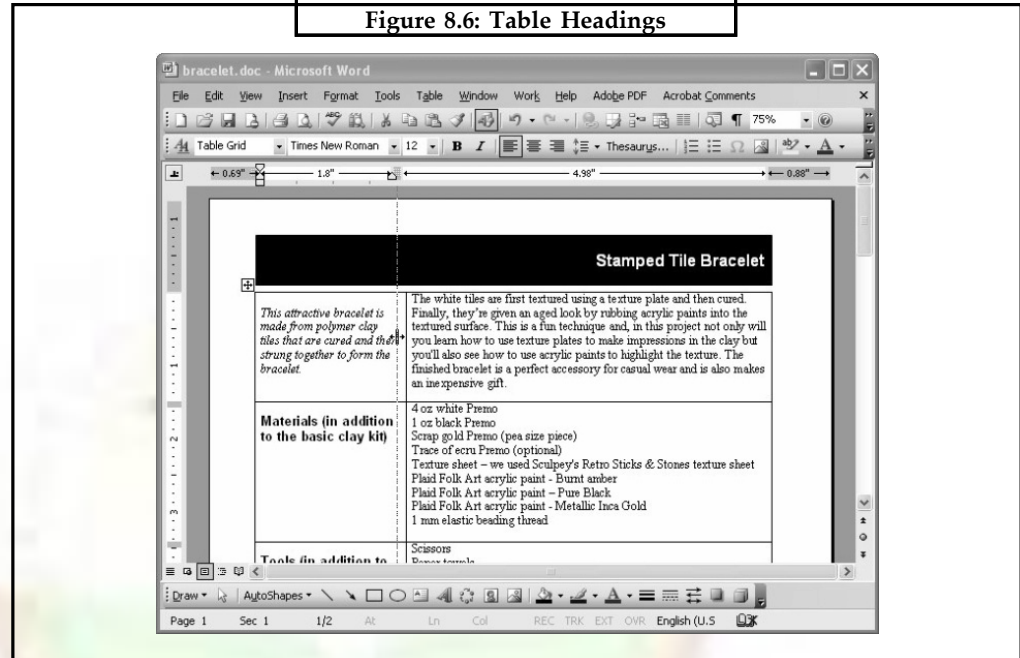 Figure 8.6: Table Headings
bracelet.doc - Microsoft Word
File Edit View Insert Format Tools Table Window Work Help Adobe PDF Acrobat Comments
75%
Table Grid Times New Roman 12 B I Thesaurus...
0.69" 1.8" 4.98" 0.88"
Stamped Tile Bracelet
This attractive bracelet is
made from polymer clay
tiles that are cured and then
strung together to form the
bracelet.
The white tiles are first textured using a texture plate and then cured.
Finally, they're given an aged look by rubbing acrylic paints into the
textured surface. This is a fun technique and, in this project not only will
you learn how to use texture plates to make impressions in the clay but
you'll also see how to use acrylic paints to highlight the texture. The
finished bracelet is a perfect accessory for casual wear and is also makes
an inexpensive gift.
Materials (in addition
to the basic clay kit)
4 oz white Premo
1 oz black Premo
Scrap gold Premo (pea size piece)
Trace of ecru Premo (optional)
Texture sheet – we used Sculpey's Retro Sticks & Stones texture sheet
Plaid Folk Art acrylic paint - Burnt amber
Plaid Folk Art acrylic paint – Pure Black
Plaid Folk Art acrylic paint - Metallic Inca Gold
1 mm elastic beading thread
Tools (in addition to
Scissors
Paper towels
Draw AutoShapes
Page 1 Sec 1 1/2 At Ln Col REC TRK EXT OVR English (U.S